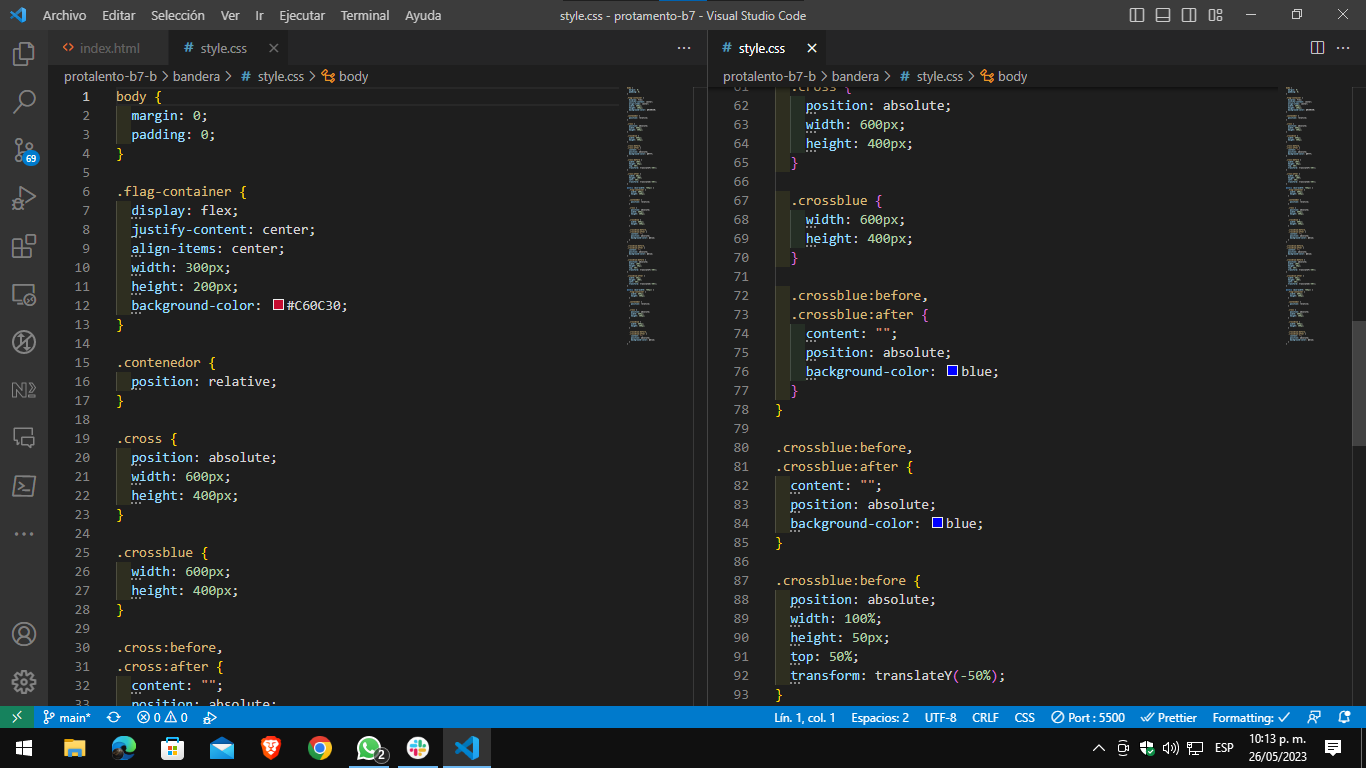 Archivo Editar Selección Ver Ir Ejecutar Terminal Ayuda
style.css - protamento-b7 - Visual Studio Code
index.html
style.css
protalento-b7-b > bandera > # style.css > body
1 body {
2 margin: 0;
3 padding: 0;
4 }
5
6 .flag-container {
7 display: flex;
8 justify-content: center;
9 align-items: center;
10 width: 300px;
11 height: 200px;
12 background-color: #C60C30;
13 }
14
15 .contenedor {
16 position: relative;
17 }
18
19 .cross {
20 position: absolute;
21 width: 600px;
22 height: 400px;
23 }
24
25 .crossblue {
26 width: 600px;
27 height: 400px;
28 }
29
30 .cross:before,
31 .cross:after {
32 content: "";
33 position: absolute;
# style.css
protalento-b7-b > bandera > # style.css > body
61 .cross {
62 position: absolute;
63 width: 600px;
64 height: 400px;
65 }
66
67 .crossblue {
68 width: 600px;
69 height: 400px;
70 }
71
72 .crossblue:before,
73 .crossblue:after {
74 content: "";
75 position: absolute;
76 background-color: blue;
77 }
78 }
79
80 .crossblue:before,
81 .crossblue:after {
82 content: "";
83 position: absolute;
84 background-color: blue;
85 }
86
87 .crossblue:before {
88 position: absolute;
89 width: 100%;
90 height: 50px;
91 top: 50%;
92 transform: translateY(-50%);
93 }
69
main* 0 0 Lín. 1, col. 1 Espacios: 2 UTF-8 CRLF CSS Port : 5500 Prettier Formatting:
2
ESP
10:13 p. m.
26/05/2023